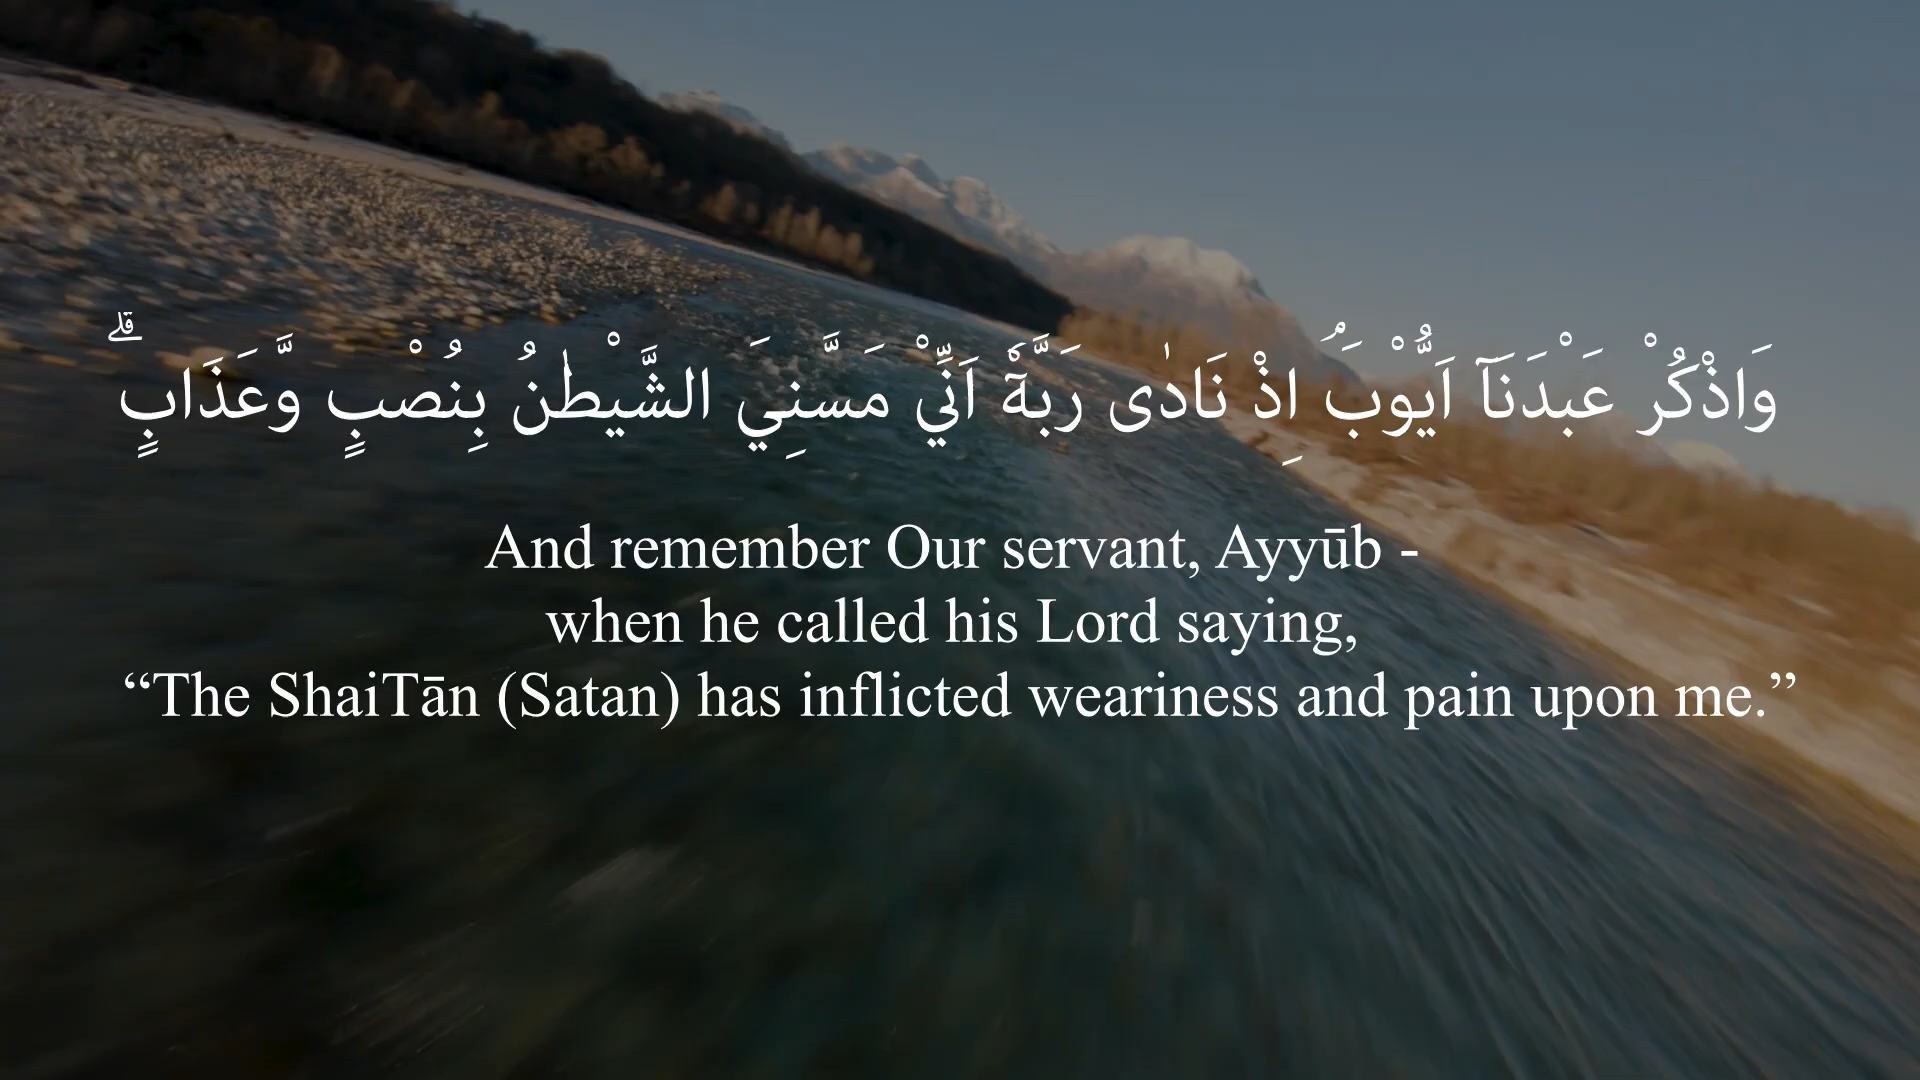 وَاذْكُرْ عَبْدَنَآ اَيُّوْبَ ۘ اِذْ نَادٰى رَبَّهٗٓ اَنِّيْ مَسَّنِيَ الشَّيْطٰنُ بِنُصْبٍ وَّعَذَابٍ ۗ
And remember Our servant, Ayyūb -
when he called his Lord saying,
“The ShaiTān (Satan) has inflicted weariness and pain upon me.”